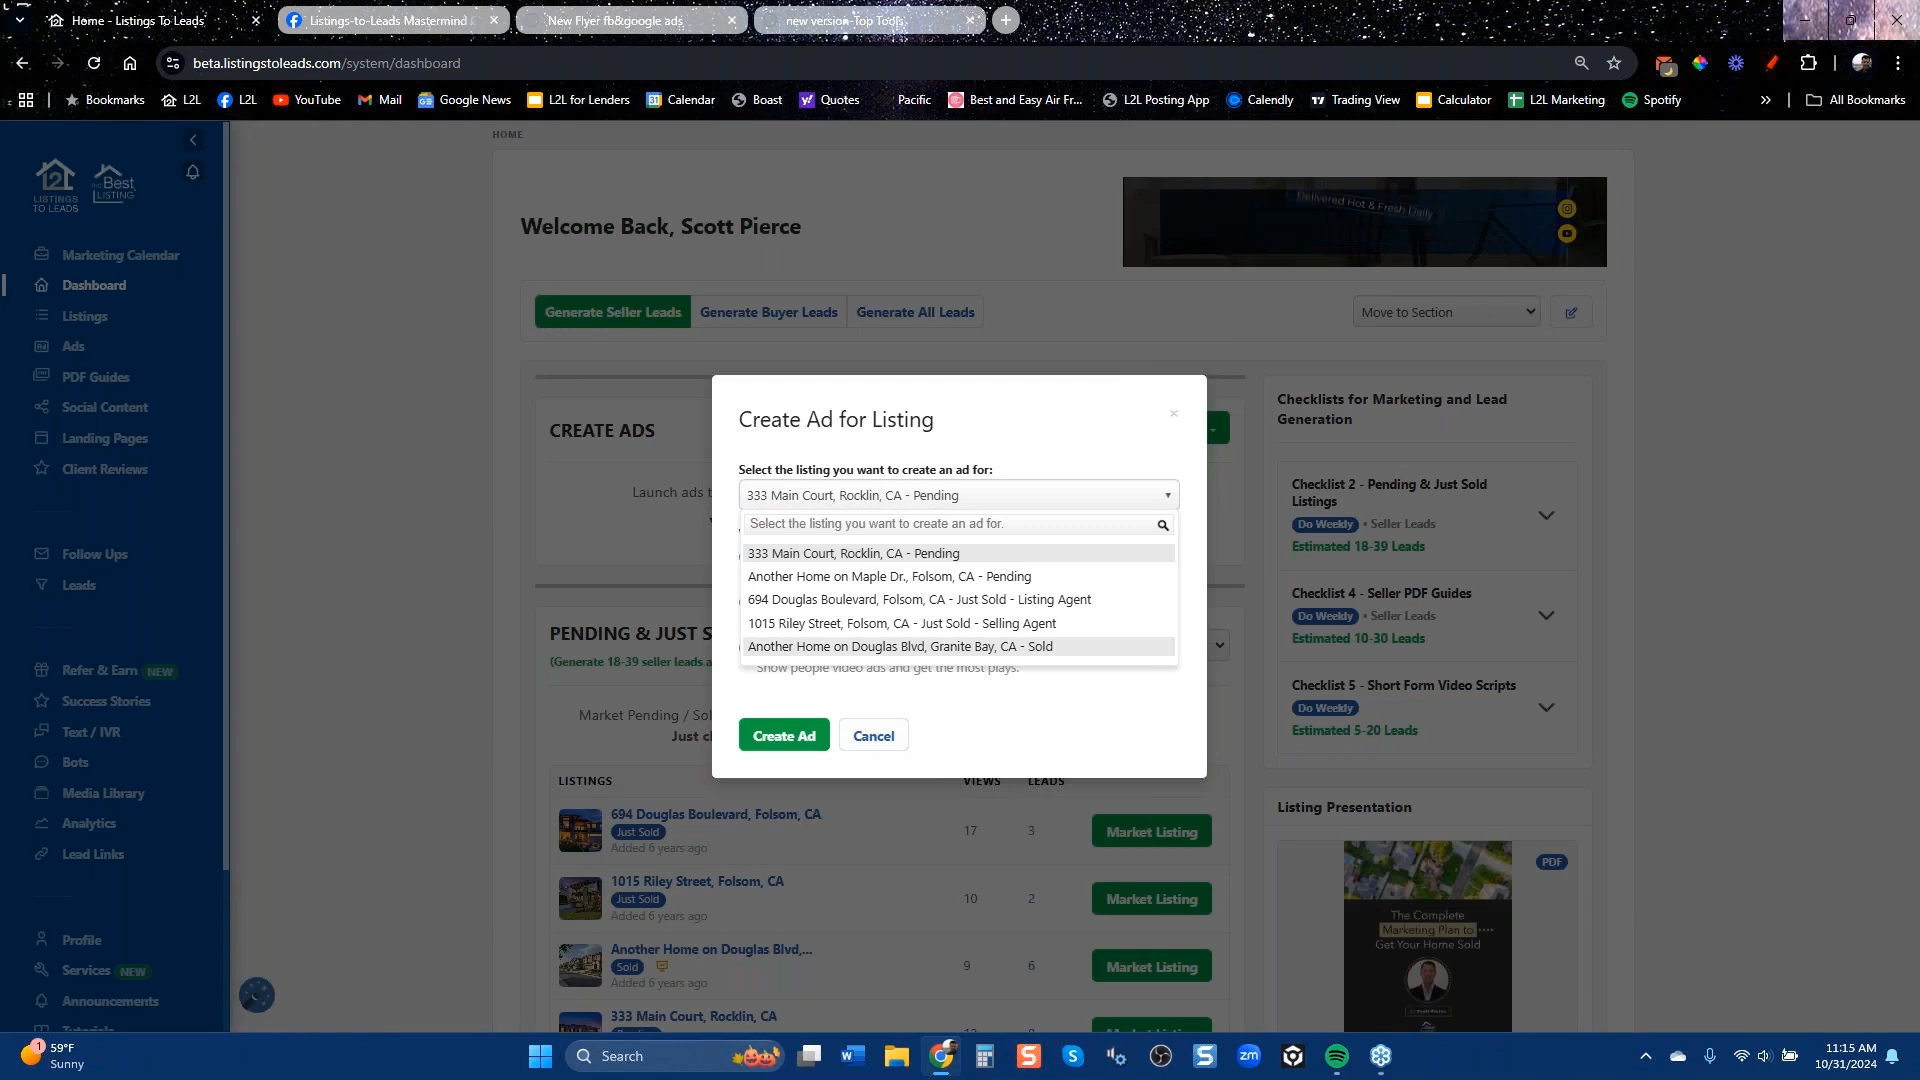 Home - Listings To Leads
Listings-to-Leads Mastermind
New Flyer fb&google ads
new version-Top Tools
beta.listingstoleads.com/system/dashboard
Bookmarks
L2L
L2L
YouTube
Mail
Google News
L2L for Lenders
Calendar
Boast
Quotes
Pacific
Best and Easy Air Fr...
L2L Posting App
Calendly
Trading View
Calculator
L2L Marketing
Spotify
All Bookmarks
LISTINGS
TO LEADS
THE Best
LISTING
Marketing Calendar
Dashboard
Listings
Ads
PDF Guides
Social Content
Landing Pages
Client Reviews
Follow Ups
Leads
Refer & Earn NEW
Success Stories
Text / IVR
Bots
Media Library
Analytics
Lead Links
Profile
Services NEW
Announcements
Tutorials
HOME
Welcome Back, Scott Pierce
Delivered Hot & Fresh Daily
Generate Seller Leads
Generate Buyer Leads
Generate All Leads
Move to Section
CREATE ADS
Launch ads t
Create Ad for Listing
×
Select the listing you want to create an ad for:
333 Main Court, Rocklin, CA - Pending
Select the listing you want to create an ad for.
333 Main Court, Rocklin, CA - Pending
Another Home on Maple Dr., Folsom, CA - Pending
694 Douglas Boulevard, Folsom, CA - Just Sold - Listing Agent
1015 Riley Street, Folsom, CA - Just Sold - Selling Agent
Another Home on Douglas Blvd, Granite Bay, CA - Sold
Show people video ads and get the most plays.
Create Ad
Cancel
PENDING & JUST S
(Generate 18-39 seller leads a
Market Pending / Sol
Just c
LISTINGS
VIEWS
LEADS
694 Douglas Boulevard, Folsom, CA
Just Sold
Added 6 years ago
17
3
Market Listing
1015 Riley Street, Folsom, CA
Just Sold
Added 6 years ago
10
2
Market Listing
Another Home on Douglas Blvd,...
Sold
Added 6 years ago
9
6
Market Listing
333 Main Court, Rocklin, CA
Checklists for Marketing and Lead
Generation
Checklist 2 - Pending & Just Sold
Listings
Do Weekly • Seller Leads
Estimated 18-39 Leads
Checklist 4 - Seller PDF Guides
Do Weekly • Seller Leads
Estimated 10-30 Leads
Checklist 5 - Short Form Video Scripts
Do Weekly
Estimated 5-20 Leads
Listing Presentation
PDF
The Complete
Marketing Plan to
Get Your Home Sold
1
59°F
Sunny
Search
11:15 AM
10/31/2024